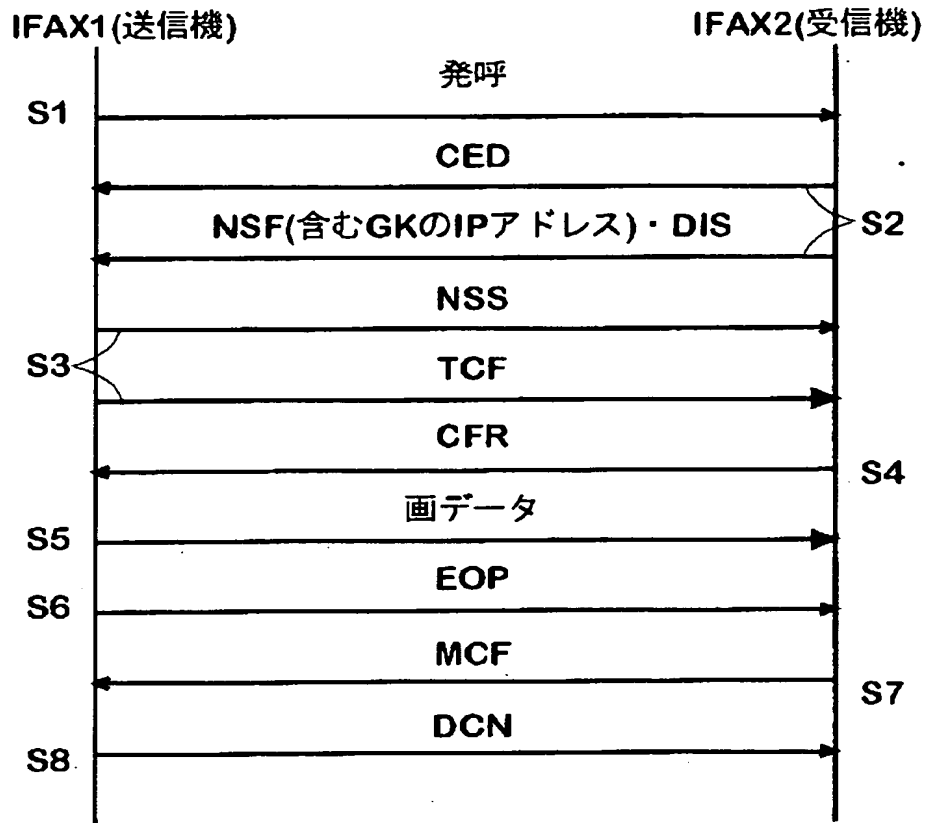 IFAX1(送信機)
IFAX2(受信機)
発呼
S1
CED
NSF(含むGKのIPアドレス)・DIS
S2
NSS
S3
TCF
CFR
S4
画データ
S5
EOP
S6
MCF
S7
DCN
S8